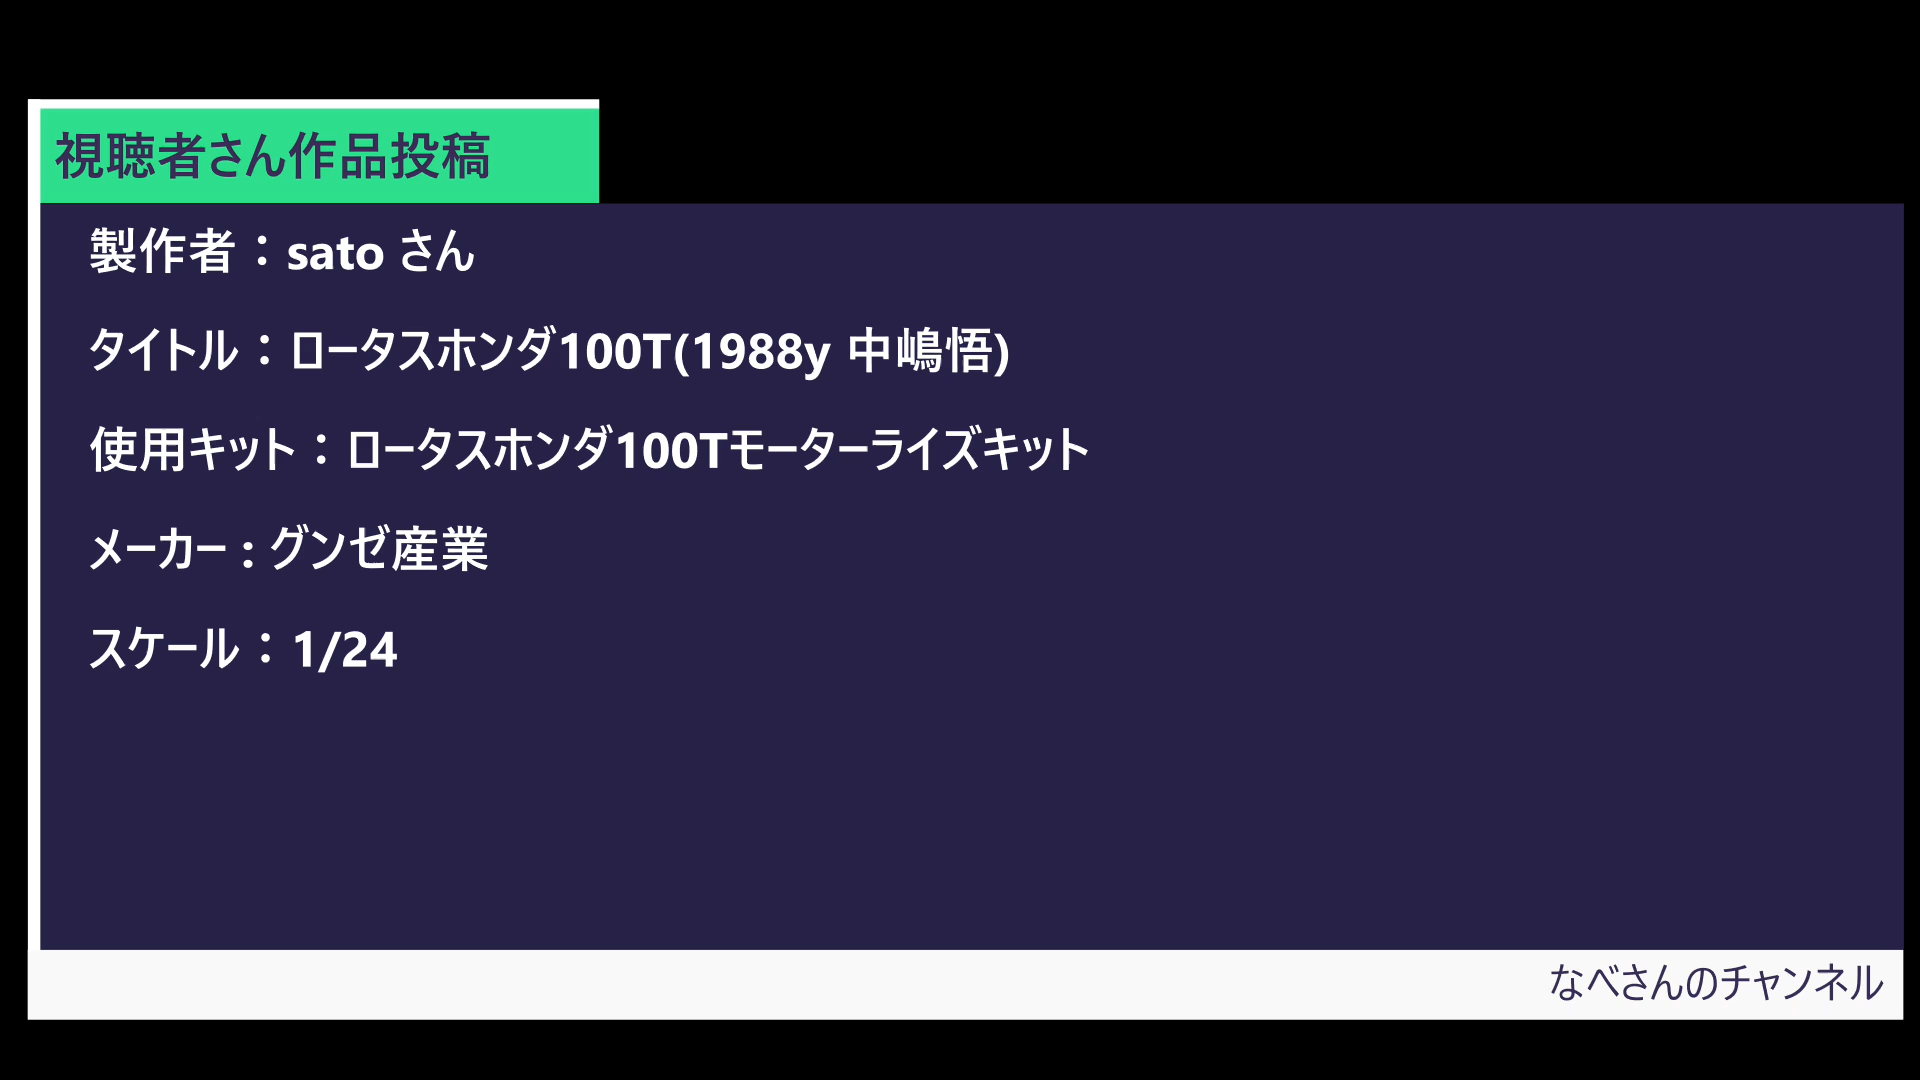 視聴者さん作品投稿
製作者：sato さん
タイトル：ロータスホンダ100T(1988y 中嶋悟)
使用キット：ロータスホンダ100Tモーターライズキット
メーカー：グンゼ産業
スケール：1/24
なべさんのチャンネル